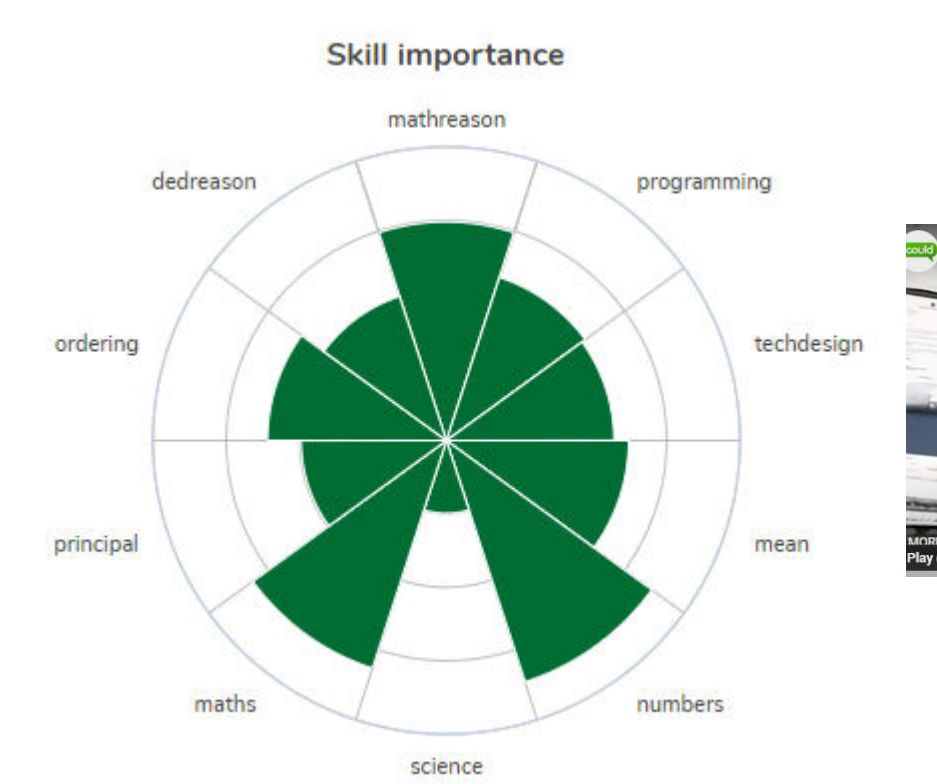 Skill importance
mathreason
dedreason
programming
ordering
techdesign
principal
mean
maths
numbers
science
could
Play